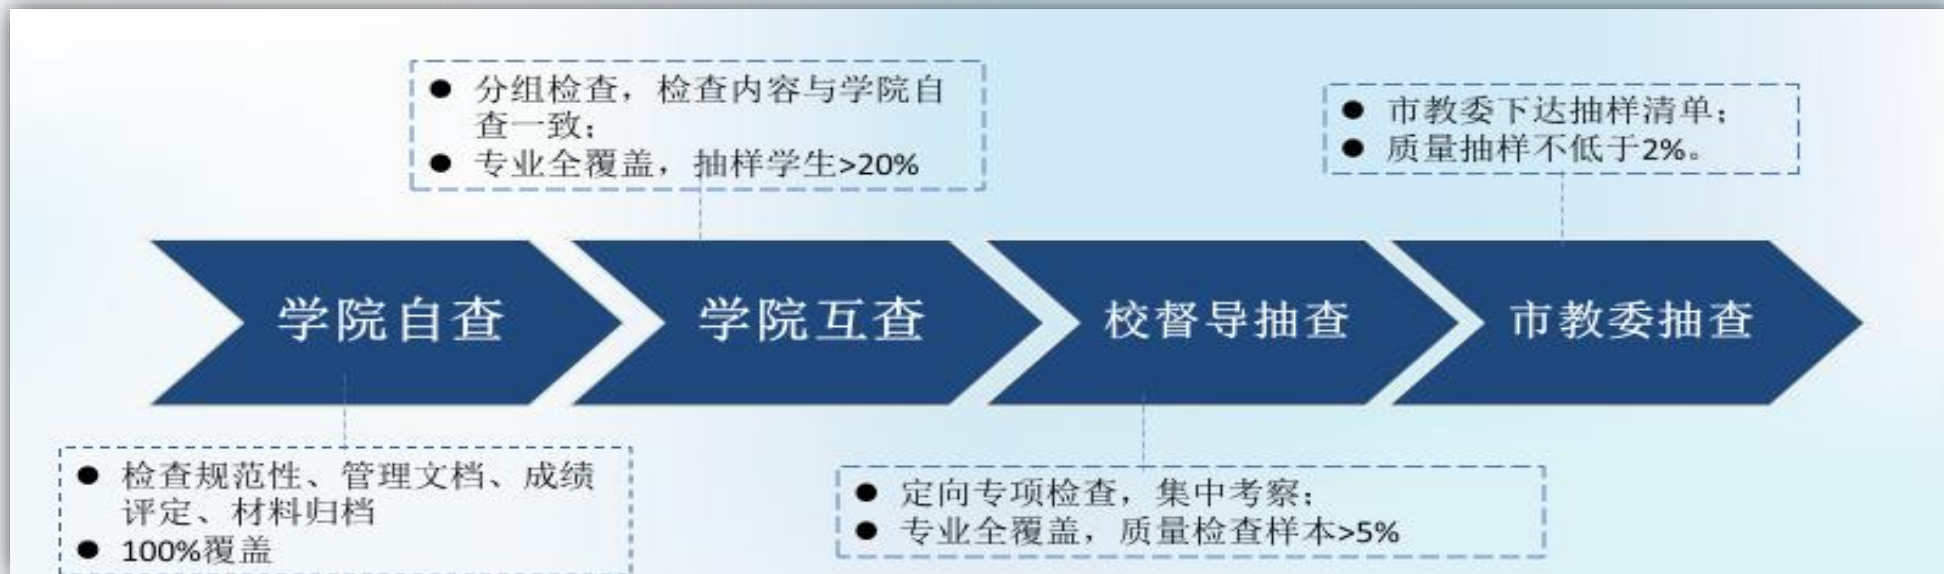 ● 分组检查，检查内容与学院自
查一致；
● 专业全覆盖，抽样学生>20%
● 市教委下达抽样清单；
● 质量抽样不低于2%。
学院自查
学院互查
校督导抽查
市教委抽查
● 检查规范性、管理文档、成绩
评定、材料归档
● 100%覆盖
● 定向专项检查，集中考察；
● 专业全覆盖，质量检查样本>5%